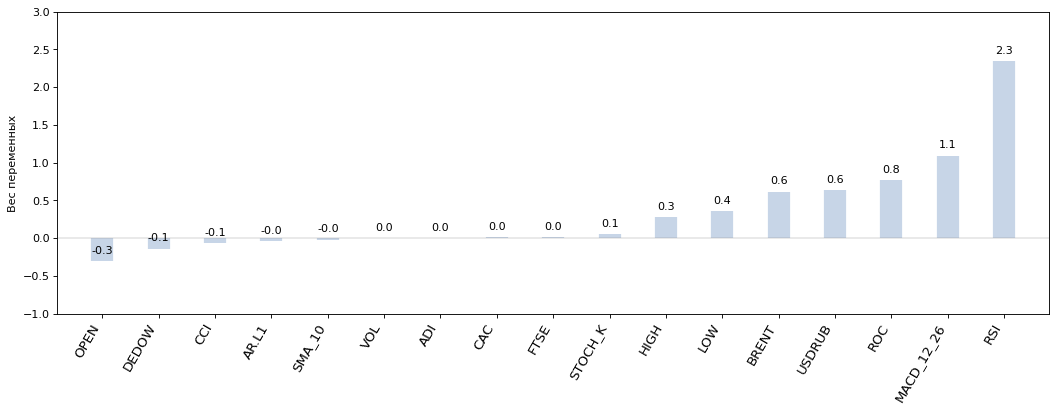 3.0
2.5
2.0
1.5
1.0
0.5
0.0
−0.5
−1.0
Вес переменных
-0.3
-0.1
-0.1
-0.0
-0.0
0.0
0.0
0.0
0.0
0.1
0.3
0.4
0.6
0.6
0.8
1.1
2.3
OPEN
DEDOW
CCI
AR.L1
SMA_10
VOL
ADI
CAC
FTSE
STOCH_K
HIGH
LOW
BRENT
USDRUB
ROC
MACD_12_26
RSI